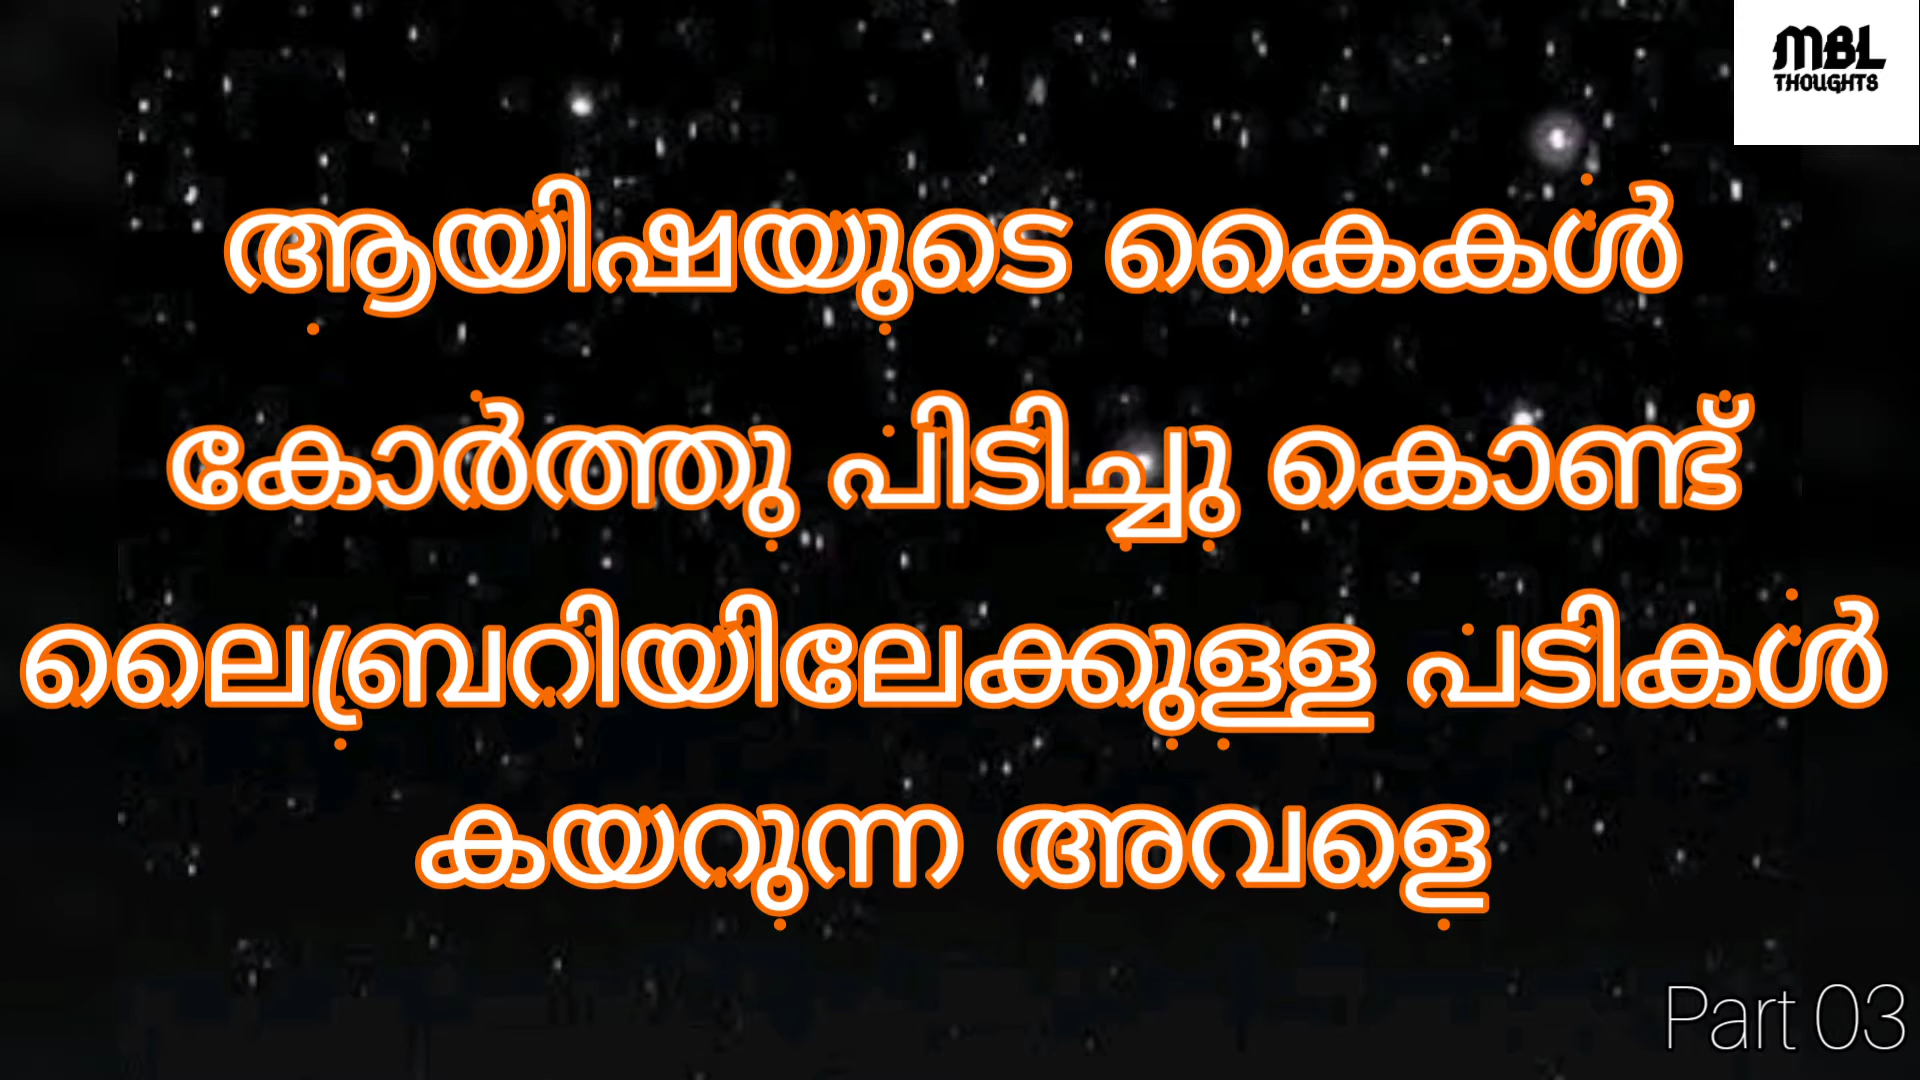 MBL
THOUGHTS
ആയിഷയുടെ കൈകൾ
കോർത്തു പിടിച്ചു കൊണ്ട്
ലൈബ്രറിയിലേക്കുള്ള പടികൾ
കയറുന്ന അവളെ
Part 03